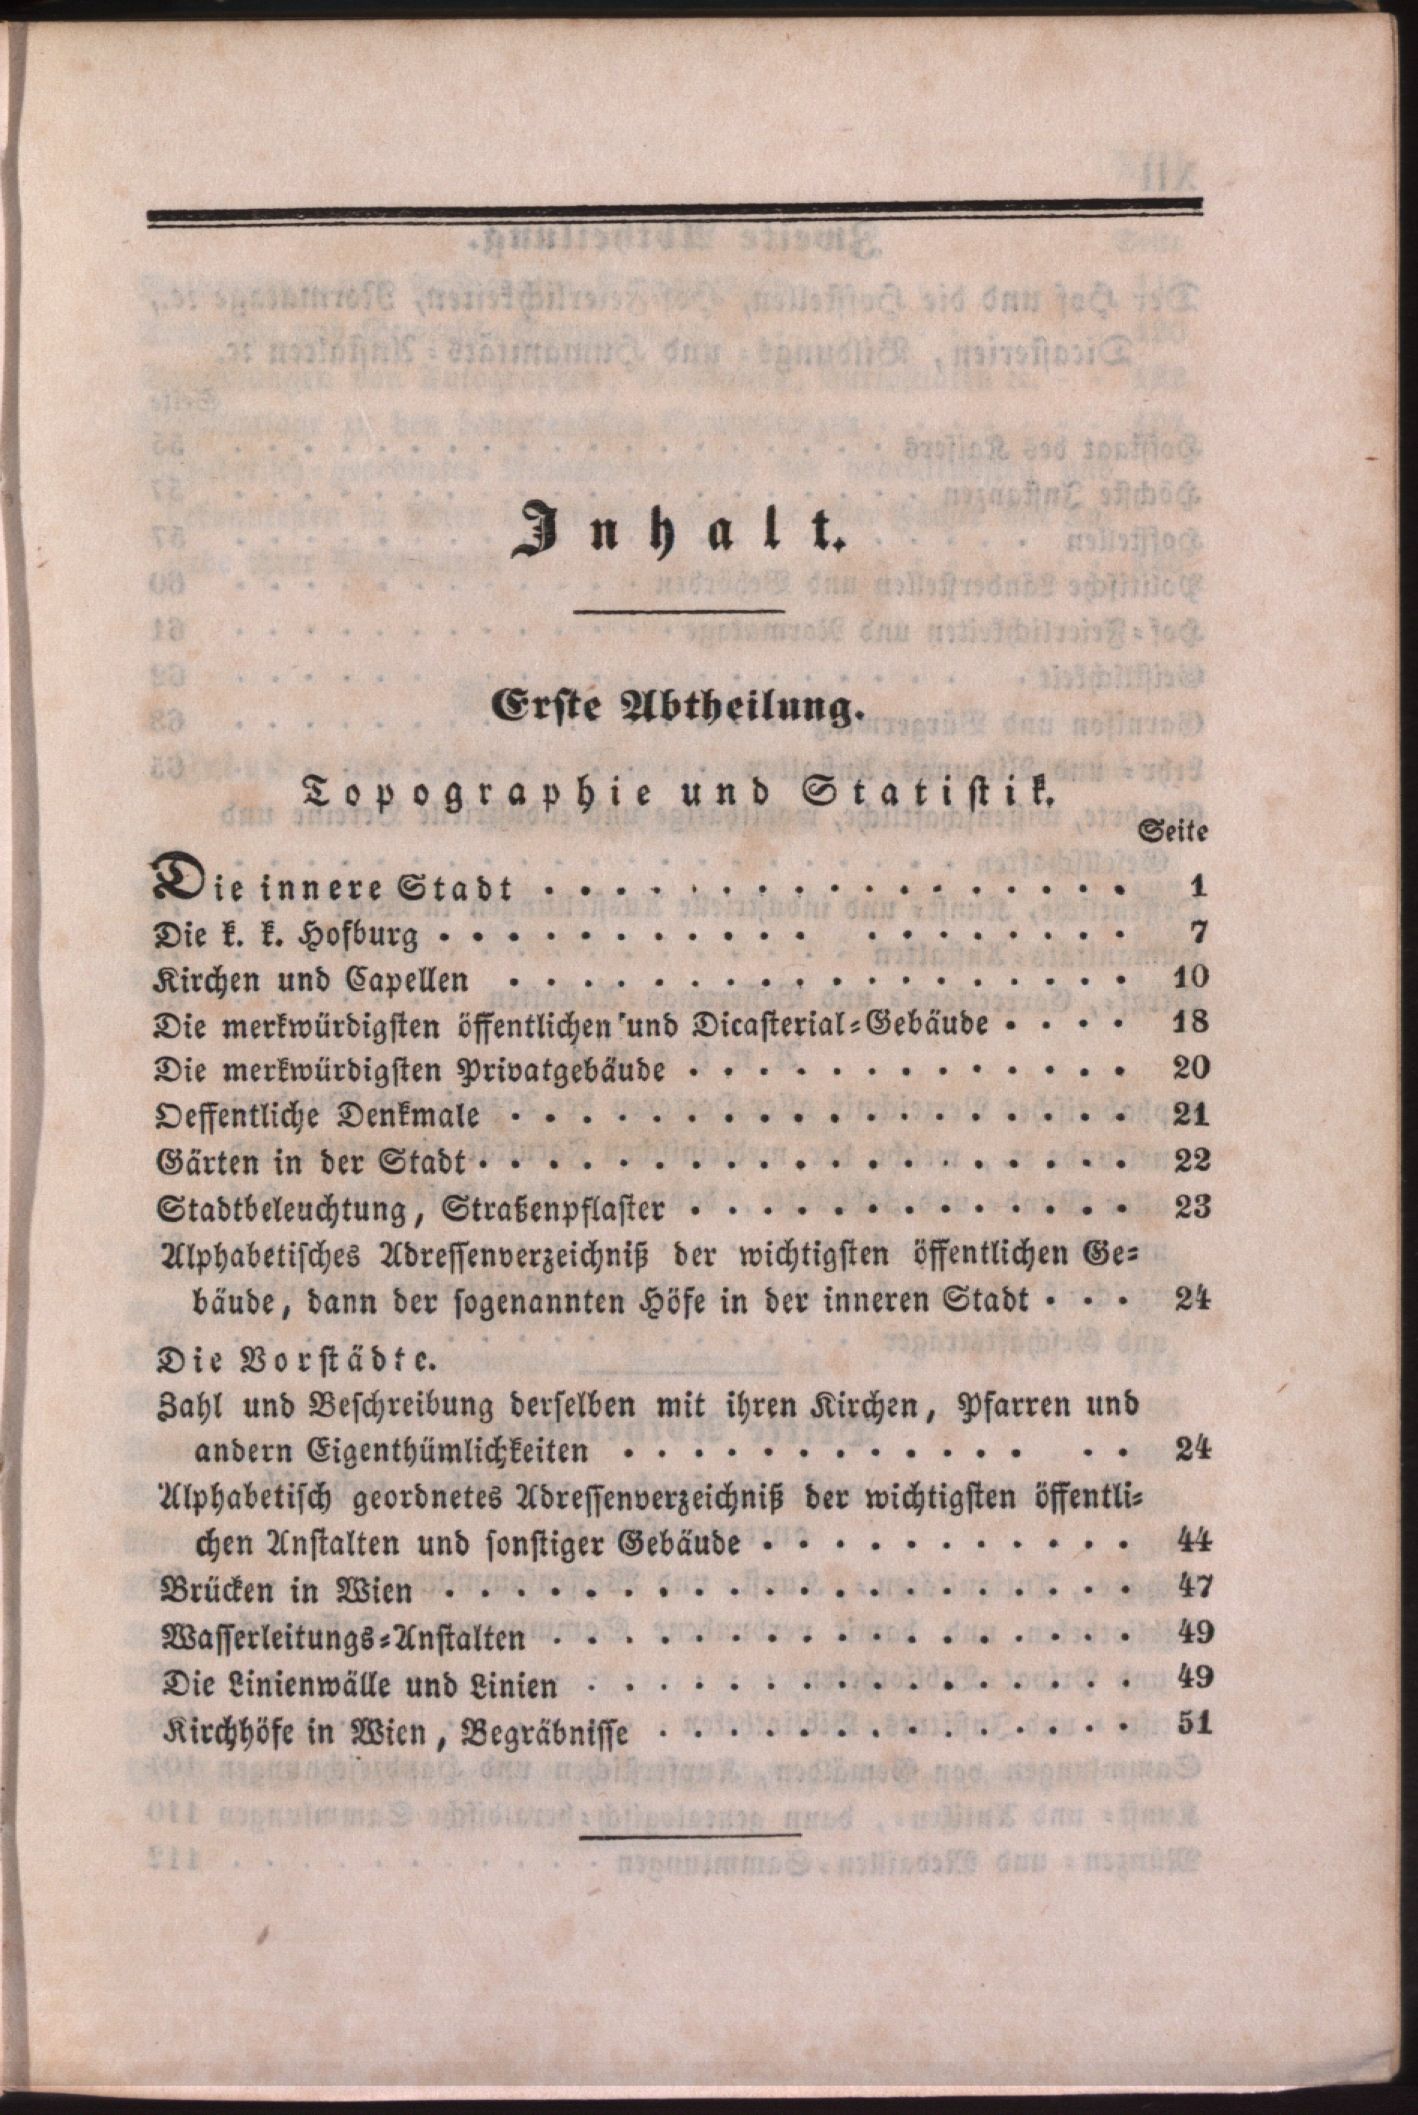 Inhalt.
Erste Abtheilung.
Topographie und Statistik.
Seite
Die innere Stadt . . . . . . . . . . . . . . . . . 1
Die k. k. Hofburg . . . . . . . . . . . . . . . . . . . 7
Kirchen und Capellen . . . . . . . . . . . . . . . . . . 10
Die merkwürdigsten öffentlichen und Dicasterial-Gebäude . . . . 18
Die merkwürdigsten Privatgebäude . . . . . . . . . . . . . 20
Oeffentliche Denkmale . . . . . . . . . . . . . . . . . . 21
Gärten in der Stadt . . . . . . . . . . . . . . . . . . . 22
Stadtbeleuchtung, Straßenpflaster . . . . . . . . . . . . . 23
Alphabetisches Adressenverzeichniß der wichtigsten öffentlichen Ge-
bäude, dann der sogenannten Höfe in der inneren Stadt . . . 24
Die Vorstädte.
Zahl und Beschreibung derselben mit ihren Kirchen, Pfarren und
andern Eigenthümlichkeiten . . . . . . . . . . . . . . 24
Alphabetisch geordnetes Adressenverzeichniß der wichtigsten öffentli-
chen Anstalten und sonstiger Gebäude . . . . . . . . . . . 44
Brücken in Wien . . . . . . . . . . . . . . . . . . . . 47
Wasserleitungs-Anstalten . . . . . . . . . . . . . . . . . 49
Die Linienwälle und Linien . . . . . . . . . . . . . . . . 49
Kirchhöfe in Wien, Begräbnisse . . . . . . . . . . . . . . 51